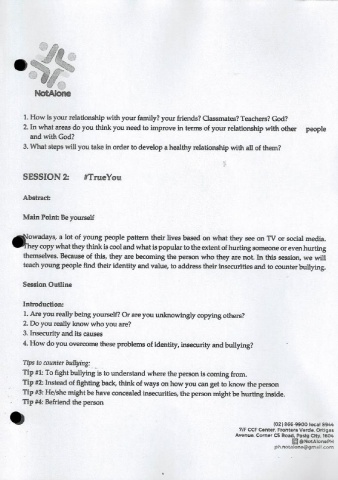 NotAlone
1. How is your relationship with your family? your friends? Classmates? Teachers? God?
2. In what areas do you think you need to improve in terms of your relationship with other people
and with God?
3. What steps will you take in order to develop a healthy relationship with all of them?
SESSION 2: #TrueYou
Abstract:
Main Point: Be yourself
Nowadays, a lot of young people pattern their lives based on what they see on TV or social media.
They copy what they think is cool and what is popular to the extent of hurting someone or even hurting
themselves. Because of this, they are becoming the person who they are not. In this session, we will
teach young people find their identity and value, to address their insecurities and to counter bullying.
Session Outline
Introduction:
1. Are you really being yourself? Or are you unknowingly copying others?
2. Do you really know who you are?
3. Insecurity and its causes
4. How do you overcome these problems of identity, insecurity and bullying?
Tips to counter bullying:
Tip #1: To fight bullying is to understand where the person is coming from.
Tip #2: Instead of fighting back, think of ways on how you can get to know the person
Tip #3: He/she might be have concealed insecurities, the person might be hurting inside.
Tip #4: Befriend the person
(02) 866 9900 local 8944
7/F CCT Center, Frontera Verde, Ortigas
Avenue, Corner C5 Road, Pasig City, 1604
@NotAlonePH
ph.notalone@gmail.com